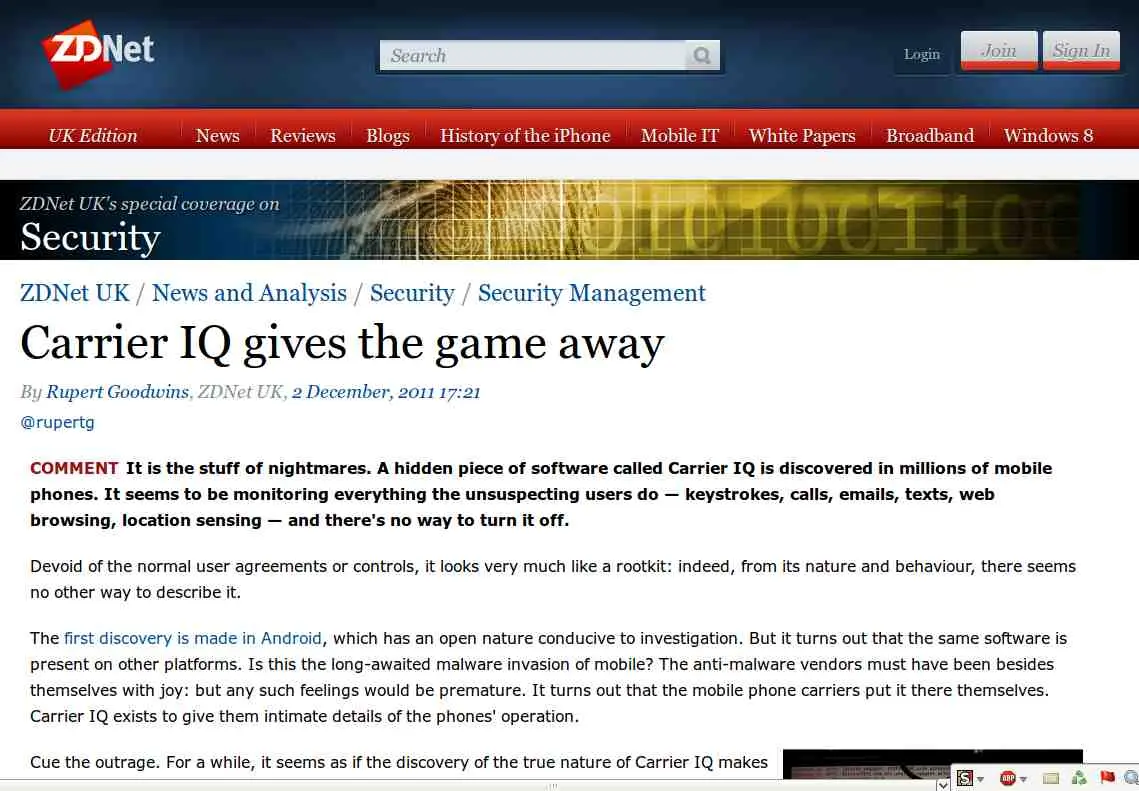 ZDNet
Search
Login
Join
Sign In
UK Edition
News
Reviews
Blogs
History of the iPhone
Mobile IT
White Papers
Broadband
Windows 8
ZDNet UK's special coverage on
Security
01010011000
ZDNet UK / News and Analysis / Security / Security Management
Carrier IQ gives the game away
By Rupert Goodwins, ZDNet UK, 2 December, 2011 17:21
@rupertg
COMMENT It is the stuff of nightmares. A hidden piece of software called Carrier IQ is discovered in millions of mobile
phones. It seems to be monitoring everything the unsuspecting users do — keystrokes, calls, emails, texts, web
browsing, location sensing — and there's no way to turn it off.
Devoid of the normal user agreements or controls, it looks very much like a rootkit: indeed, from its nature and behaviour, there seems
no other way to describe it.
The first discovery is made in Android, which has an open nature conducive to investigation. But it turns out that the same software is
present on other platforms. Is this the long-awaited malware invasion of mobile? The anti-malware vendors must have been besides
themselves with joy: but any such feelings would be premature. It turns out that the mobile phone carriers put it there themselves.
Carrier IQ exists to give them intimate details of the phones' operation.
Cue the outrage. For a while, it seems as if the discovery of the true nature of Carrier IQ makes
S
ABP